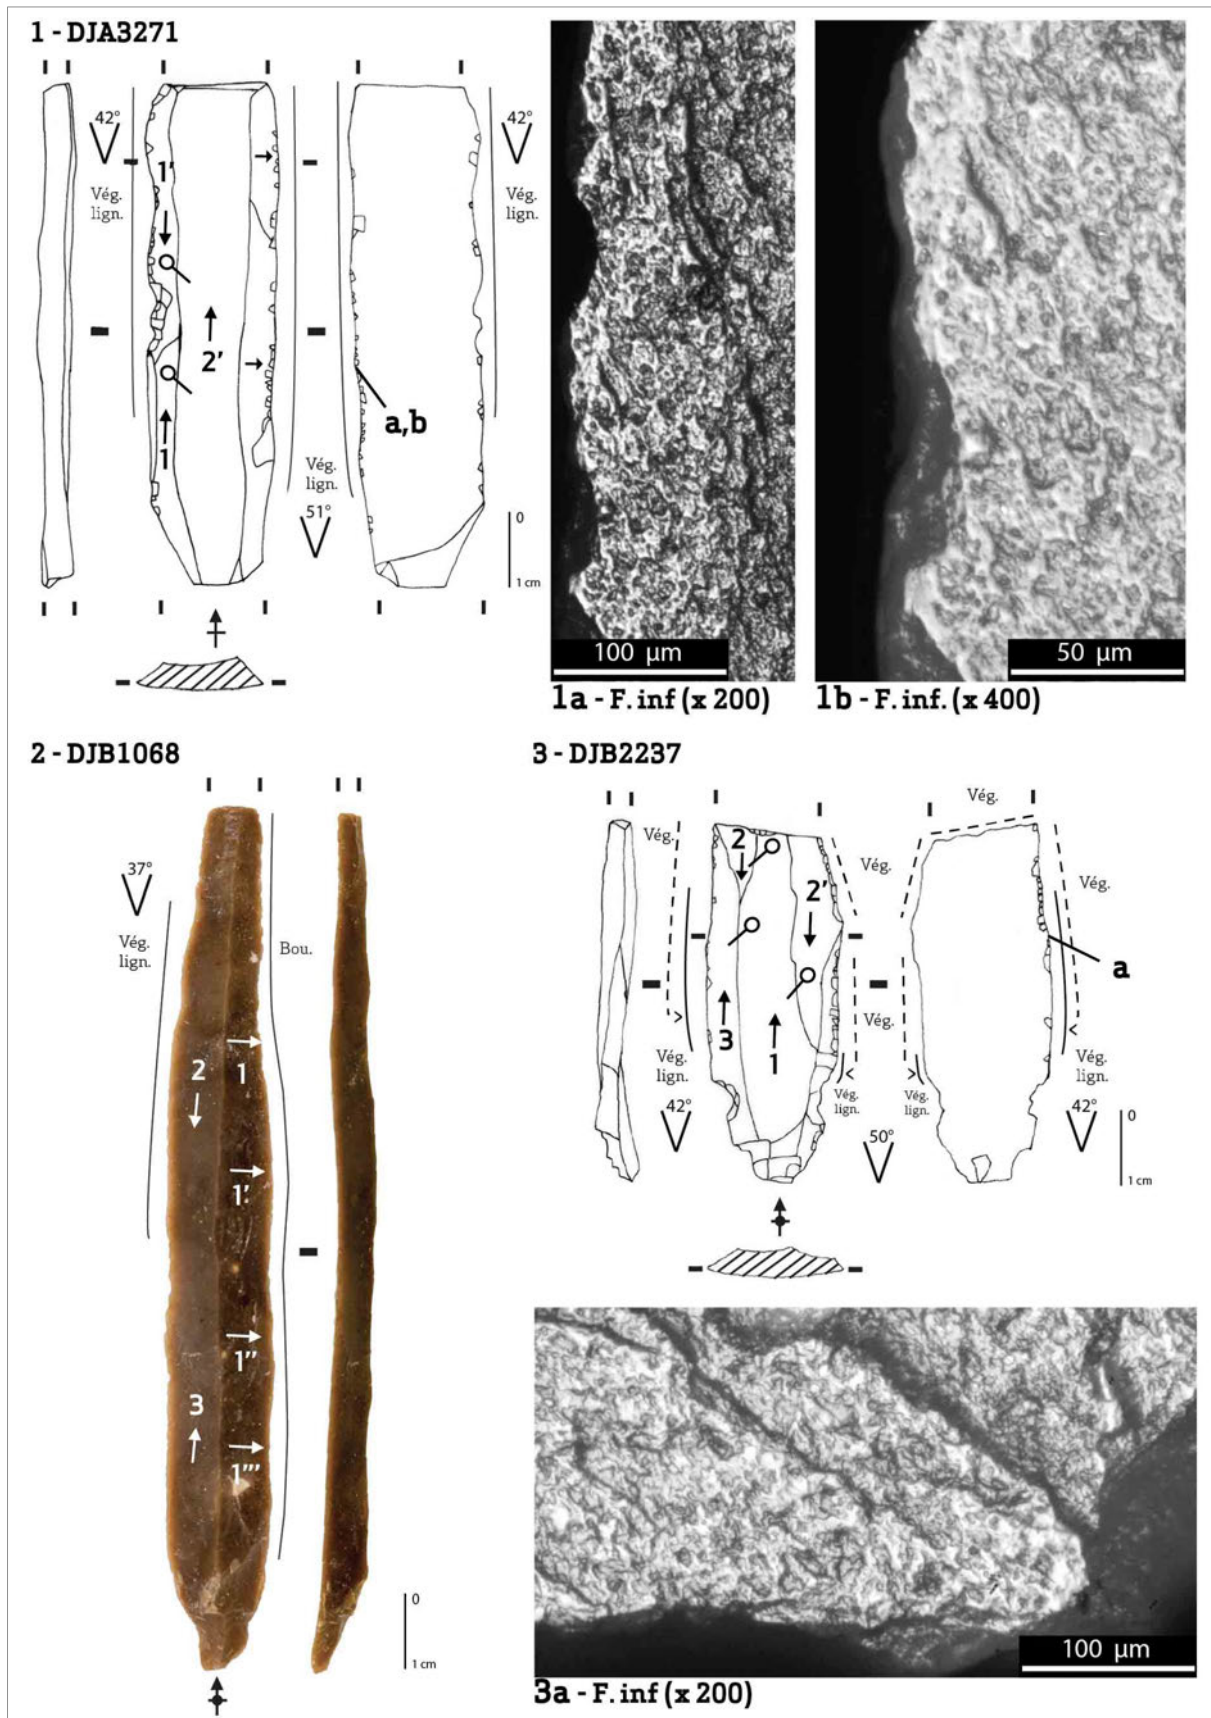 1 - DJA3271
42°
Vég.
lign.
1'
2'
1
Vég.
lign.
51°
a,b
42°
Vég.
lign.
0
1 cm
100 µm
1a - F. inf (x 200)
50 µm
1b - F. inf. (x 400)
2 - DJB1068
37°
Vég.
lign.
Bou.
2
1
1'
1''
3
1'''
0
1 cm
3 - DJB2237
Vég.
Vég.
2
2'
3
1
Vég.
lign.
42°
Vég.
Vég.
Vég.
lign.
50°
Vég.
lign.
Vég.
a
Vég.
lign.
42°
0
1 cm
100 µm
3a - F. inf (x 200)